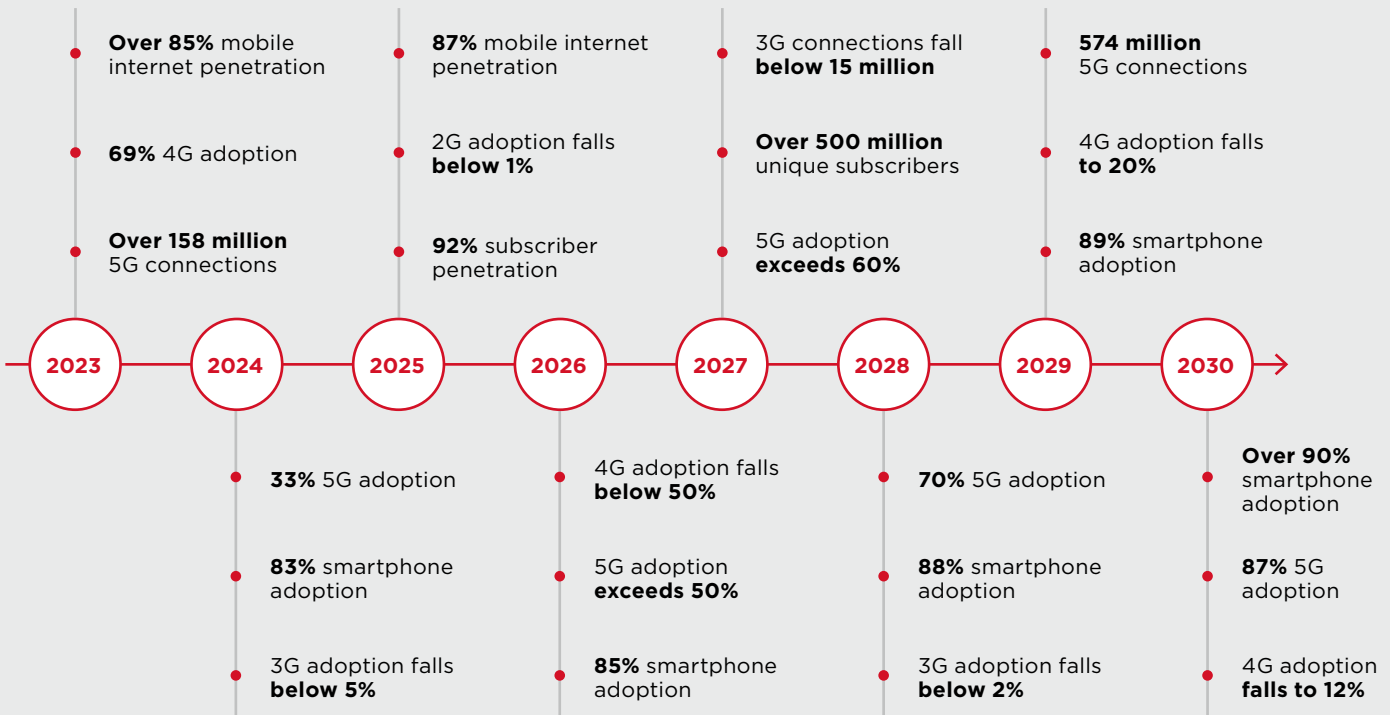 Over 85% mobile
internet penetration
69% 4G adoption
Over 158 million
5G connections
87% mobile internet
penetration
2G adoption falls
below 1%
92% subscriber
penetration
3G connections fall
below 15 million
Over 500 million
unique subscribers
5G adoption
exceeds 60%
574 million
5G connections
4G adoption falls
to 20%
89% smartphone
adoption
2023
2024
2025
2026
2027
2028
2029
2030
33% 5G adoption
83% smartphone
adoption
3G adoption falls
below 5%
4G adoption falls
below 50%
5G adoption
exceeds 50%
85% smartphone
adoption
70% 5G adoption
88% smartphone
adoption
3G adoption falls
below 2%
Over 90%
smartphone
adoption
87% 5G
adoption
4G adoption
falls to 12%